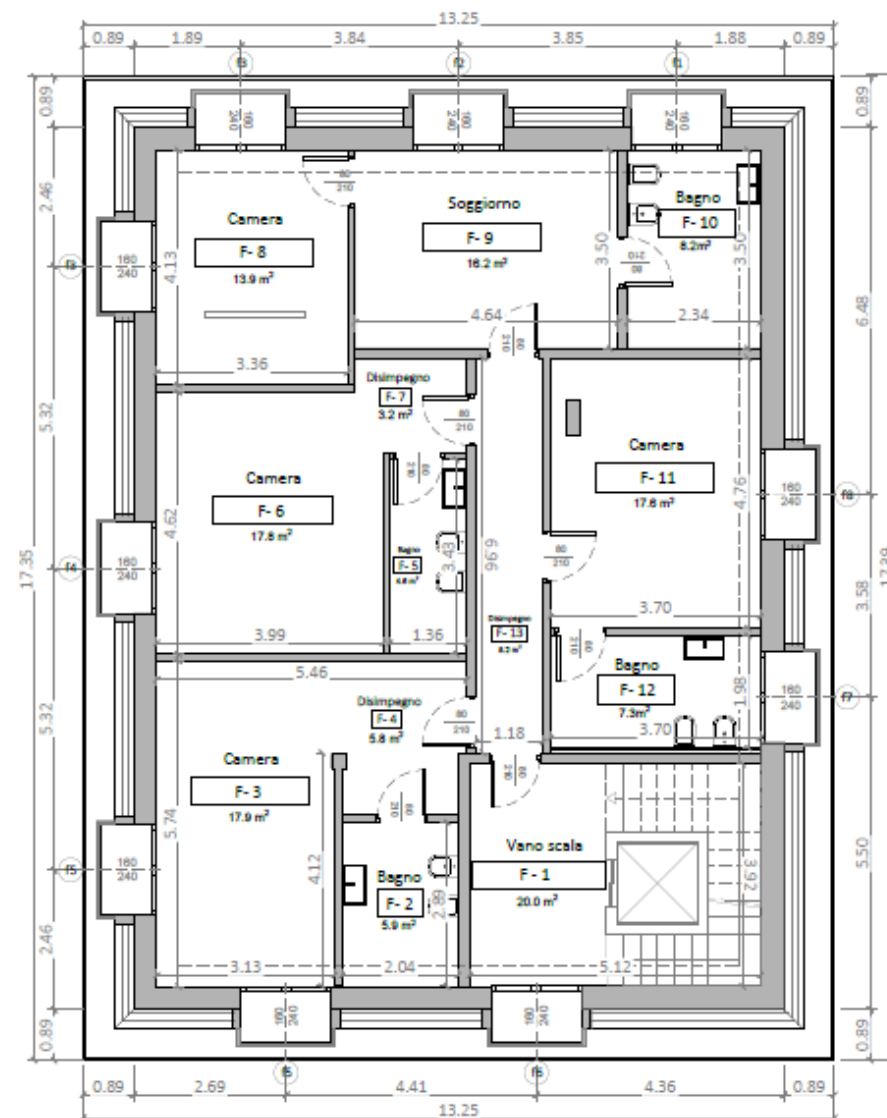 13.25
0.89 1.89 3.84 3.85 1.88 0.89
f3 f2 f1
0.89 0.89
160 240 160 240 160 240
80 210
2.46
Camera
F- 8
13.9 m²
4.13
3.36
Soggiorno
F- 9
16.2 m²
3.50
4.64
Bagno
F- 10
8.2m²
3.50
80 210
2.34
160 240
f3
6.48
80 210
Disimpegno
F- 7
3.2 m²
80 210
5.32
Camera
F- 6
17.8 m²
4.62
3.99
80 210
Bagno
F- 5
3.43
1.36
Camera
F- 11
17.6 m²
4.76
3.70
160 240
f8
6.96
80 210
17.35
17.39
160 240
f4
3.58
Disimpegno
F- 13
80 210
Bagno
F- 12
7.3m²
1.98
3.70
160 240
f7
5.46
Disimpegno
F- 4
5.8 m²
80 210
1.18
80 210
5.32
Camera
F- 3
17.9 m²
5.74
4.12
3.13
80 210
Bagno
F- 2
5.9 m²
2.89
2.04
Vano scala
F - 1
20.0 m²
3.92
5.12
5.50
160 240
f5
2.46
160 240 160 240
0.89 0.89
f5 f6
0.89 2.69 4.41 4.36 0.89
13.25